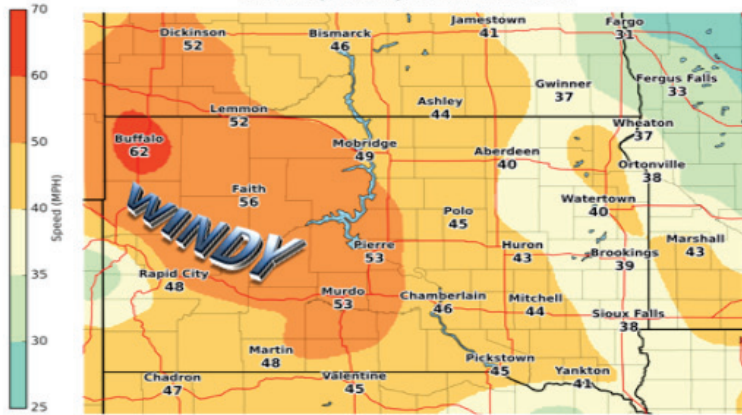 70
60
50
40
35
30
25
Speed (MPH)
Dickinson
52
Bismarck
46
Jamestown
41
Fargo
31
Gwinner
37
Fergus Falls
33
Lemmon
52
Ashley
44
Wheaton
37
Buffalo
62
Mobridge
49
Aberdeen
40
Ortonville
38
Faith
56
Watertown
40
WINDY
Polo
45
Pierre
53
Huron
43
Brookings
39
Marshall
43
Rapid City
48
Murdo
53
Chamberlain
46
Mitchell
44
Sioux Falls
38
Martin
48
Pickstown
45
Chadron
47
Valentine
45
Yankton
41